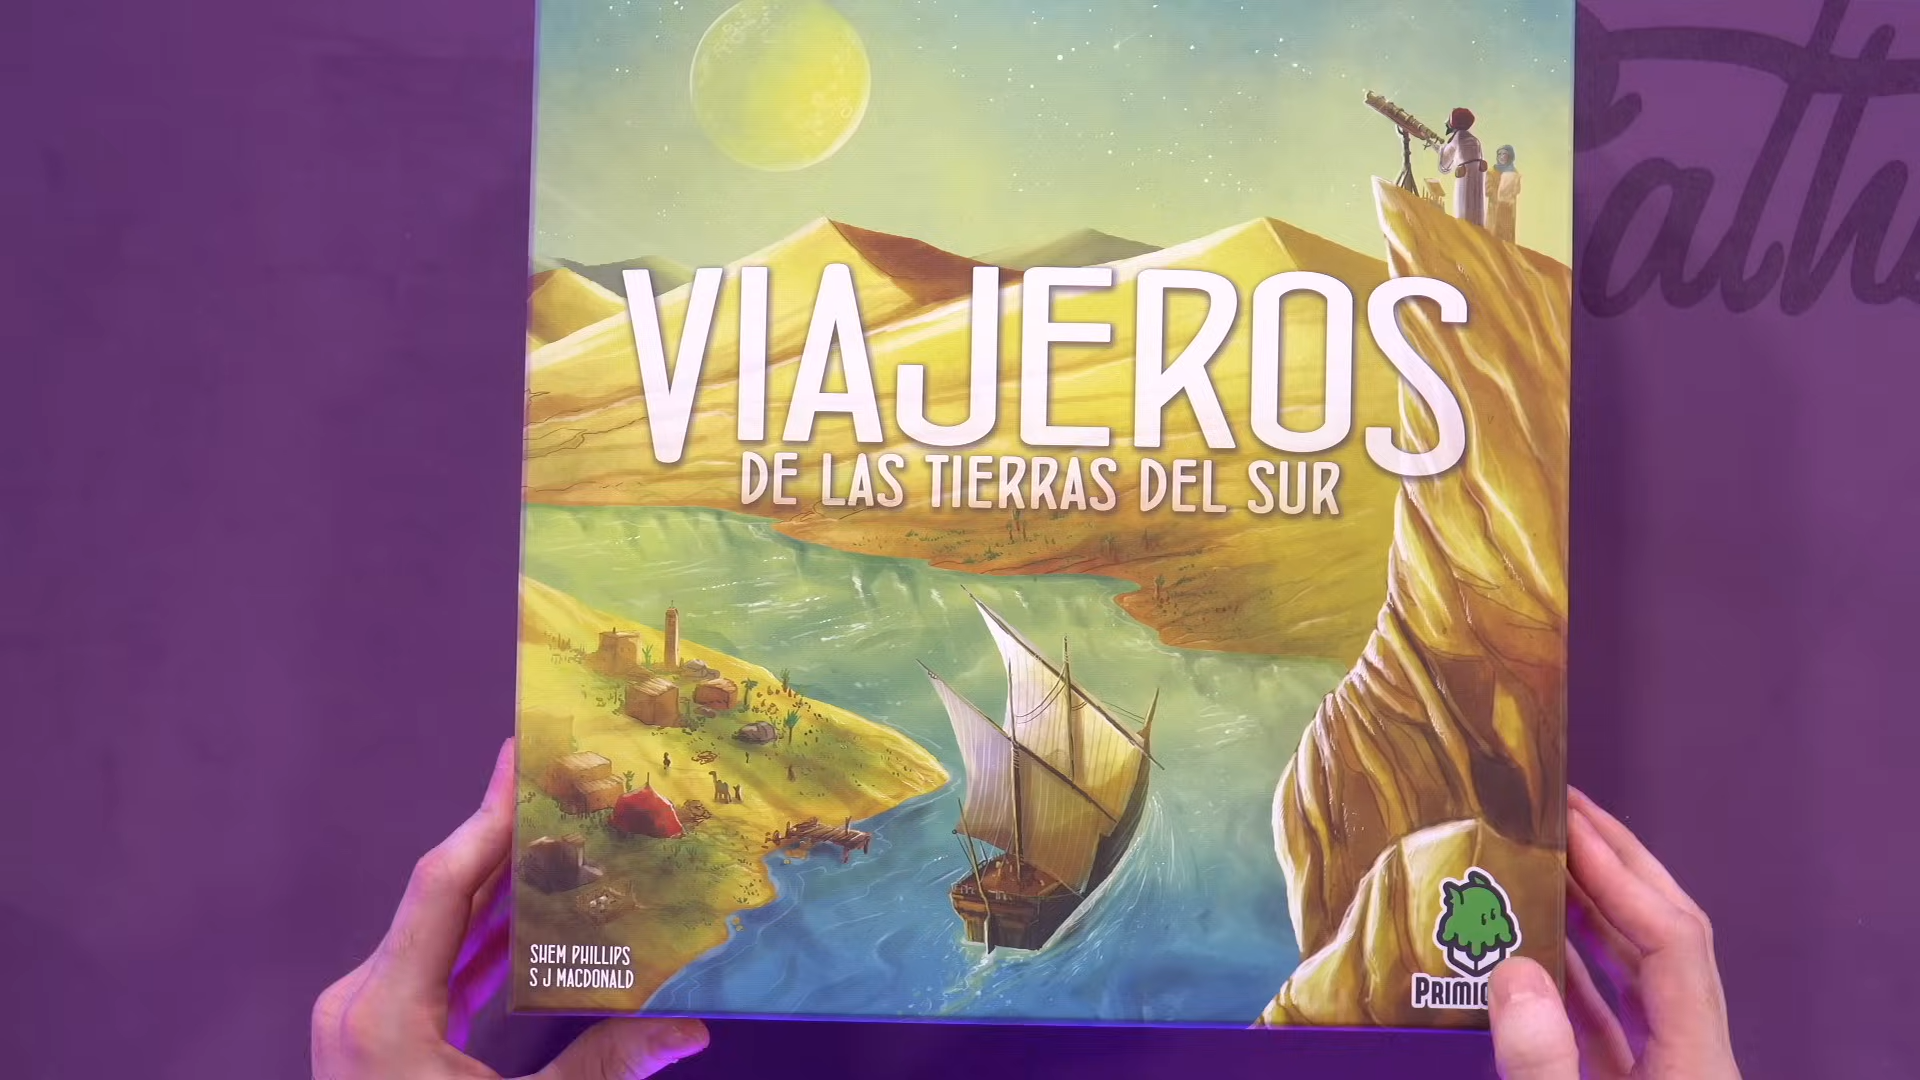 VIAJEROS
DE LAS TIERRAS DEL SUR
SHEM PHILLIPS
S J MACDONALD